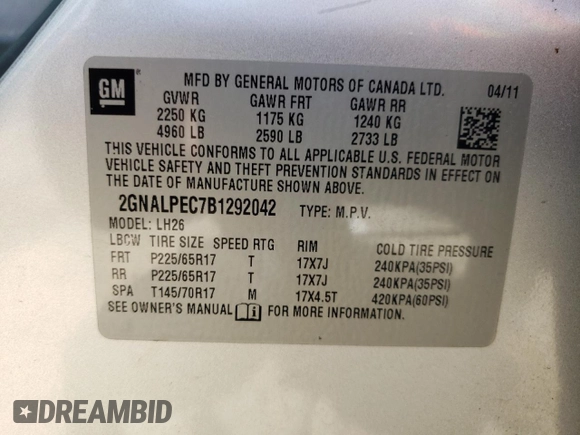 GM
MFD BY GENERAL MOTORS OF CANADA LTD. 04/11
GVWR GAWR FRT GAWR RR
2250 KG 1175 KG 1240 KG
4960 LB 2590 LB 2733 LB
THIS VEHICLE CONFORMS TO ALL APPLICABLE U.S. FEDERAL MOTOR
VEHICLE SAFETY AND THEFT PREVENTION STANDARDS IN EFFECT ON
THE DATE OF MANUFACTURE SHOWN ABOVE.
2GNALPEC7B1292042 TYPE: M.P.V.
MODEL: LH26
LBCW TIRE SIZE SPEED RTG RIM COLD TIRE PRESSURE
FRT P225/65R17 T 17X7J 240KPA(35PSI)
RR P225/65R17 T 17X7J 240KPA(35PSI)
SPA T145/70R17 M 17X4.5T 420KPA(60PSI)
SEE OWNER'S MANUAL i FOR MORE INFORMATION.
$DREAMBID